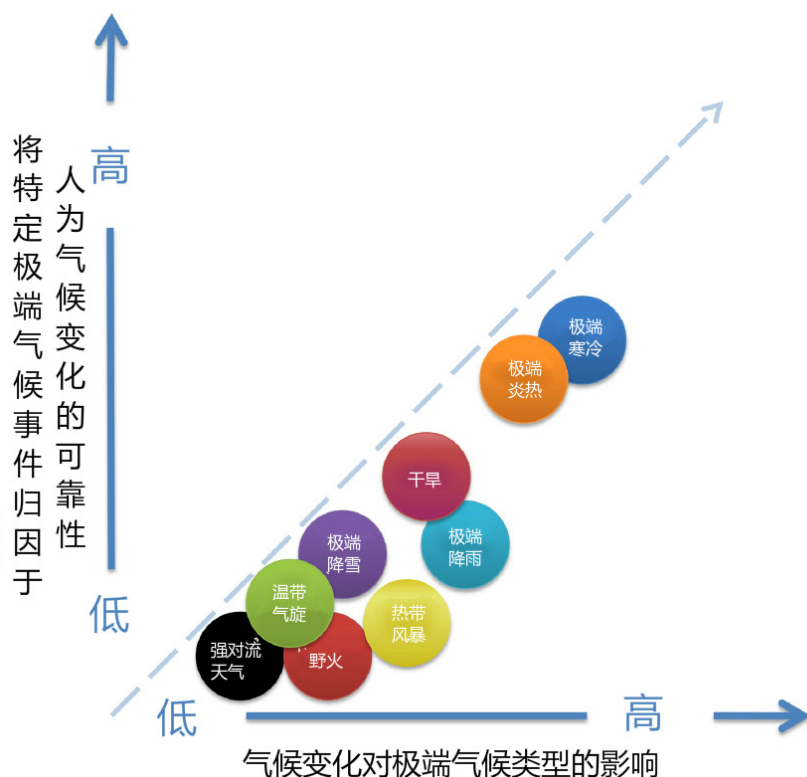 将特定极端气候事件归因于
人为气候变化的可靠性
高
低
极端
寒冷
极端
炎热
干旱
极端
降雨
极端
降雪
温带
气旋
热带
风暴
强对流
天气
野火
低
高
气候变化对极端气候类型的影响